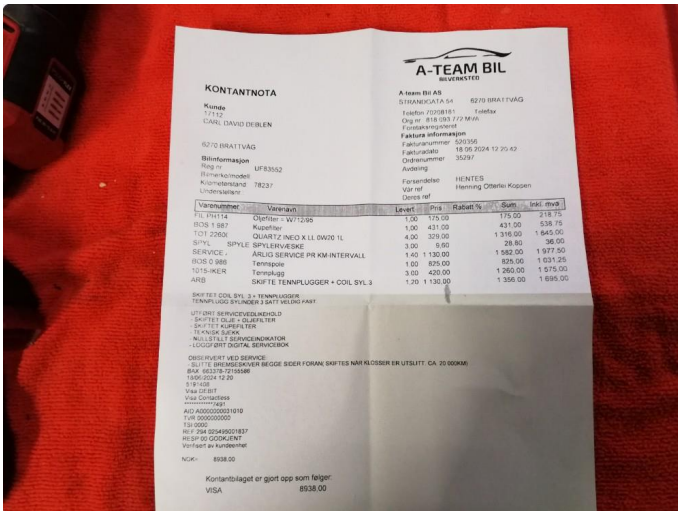 A-TEAM BIL
BILVERKSTED
KONTANTNOTA
Kunde
17112
CARL DAVID DEBLEN
6270 BRATTVÅG
A-team Bil AS
STRANDGATA 54 6270 BRATTVÅG
Telefon 70208181 Telefax
Org nr 818 093 772 MVA
Foretaksregisteret
Faktura informasjon
Fakturanummer 520356
Fakturadato 18 06 2024 12 20 43
Ordrenummer 35297
Avdeling
Forsendelse HENTES
Vår ref Henning Otterlei Koppen
Deres ref
Bilinformasjon
Reg nr UF83552
Bilmerke/modell
Kilometerstand 78237
Understellsnr
Varenummer Varenavn Levert Pris Rabatt % Sum Inkl. mva
FIL PH114 Oljefilter = W712/95 1,00 175,00 175,00 218,75
BOS 1 987 Kupefilter 1,00 431,00 431,00 538,75
TOT 22600 QUARTZ INEO X LL 0W20 1L 4,00 329,00 1 316,00 1 645,00
SPYL SPYLE SPYLERVÆSKE 3,00 9,60 28,80 36,00
SERVICE ÅRLIG SERVICE PR KM-INTERVALL 1,40 1 130,00 1 582,00 1 977,50
BOS 0 986 Tennspole 1,00 825,00 825,00 1 031,25
1015-IKER Tennplugg 3,00 420,00 1 260,00 1 575,00
ARB SKIFTE TENNPLUGGER + COIL SYL 3 1,20 1 130,00 1 356,00 1 695,00
SKIFTET COIL SYL 3 + TENNPLUGGER
TENNPLUGG SYLINDER 3 SATT VELDIG FAST
UTFØRT SERVICEVEDLIKEHOLD
- SKIFTET OLJE + OLJEFILTER
- SKIFTET KUPEFILTER
- TEKNISK SJEKK
- NULLSTILT SERVICEINDIKATOR
- LOGGFØRT DIGITAL SERVICEBOK
OBSERVERT VED SERVICE
- SLITTE BREMSESKIVER BEGGE SIDER FORAN( SKIFTES NÅR KLOSSER ER UTSLITT. CA. 20 000KM)
BAX 663378-72155586
18/06/2024 12:20
5191408
Visa DEBIT
Visa Contactless
************7491
AID A0000000031010
TVR 0000000000
TSI 0000
REF 294 025495001837
RESP 00 GODKJENT
Verifisert av kundeenhet
NOK= 8938.00
Kontantbilaget er gjort opp som følger:
VISA 8938.00